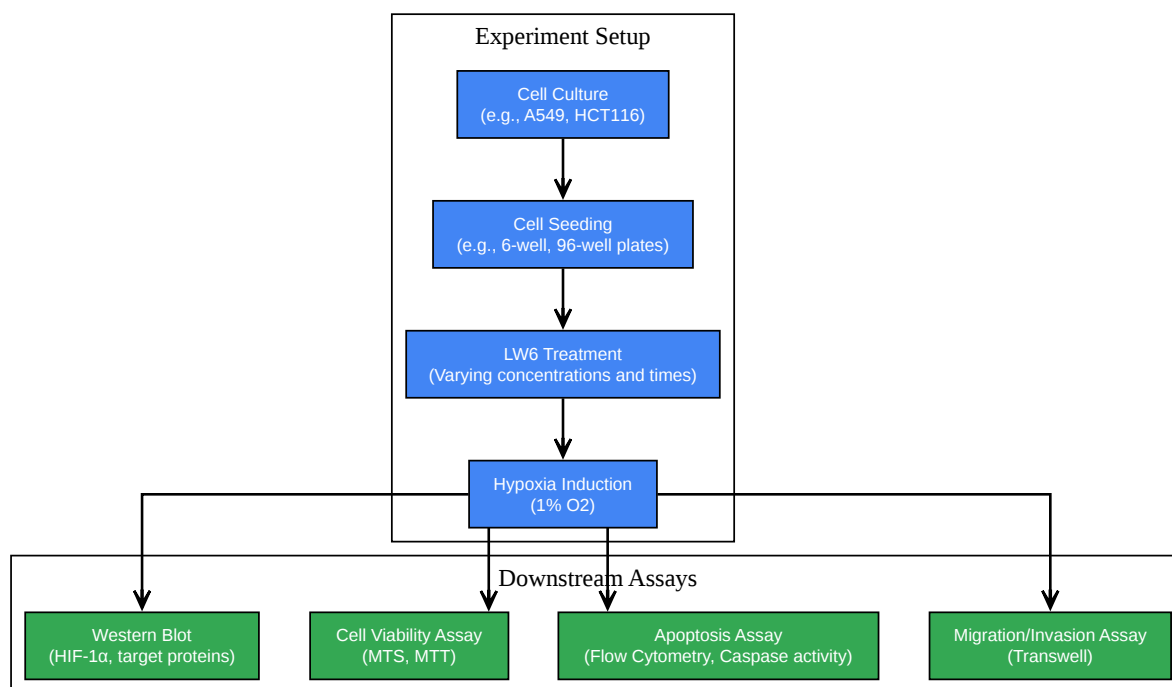 Experiment Setup
Cell Culture
(e.g., A549, HCT116)
Cell Seeding
(e.g., 6-well, 96-well plates)
LW6 Treatment
(Varying concentrations and times)
Hypoxia Induction
(1% O2)
Downstream Assays
Western Blot
(HIF-1α, target proteins)
Cell Viability Assay
(MTS, MTT)
Apoptosis Assay
(Flow Cytometry, Caspase activity)
Migration/Invasion Assay
(Transwell)